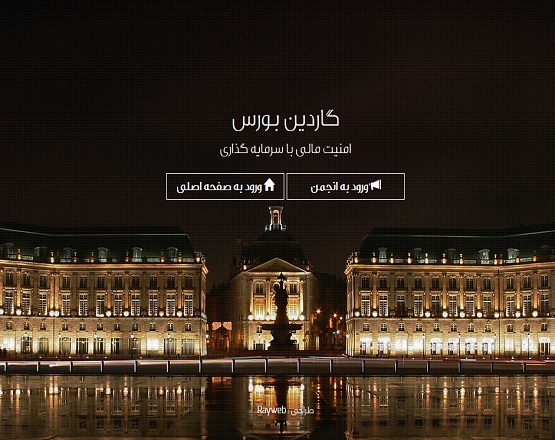 گاردین بورس
امنیت مالی با سرمایه گذاری
ورود به انجمن
ورود به صفحه اصلی
طراحی: Rayweb